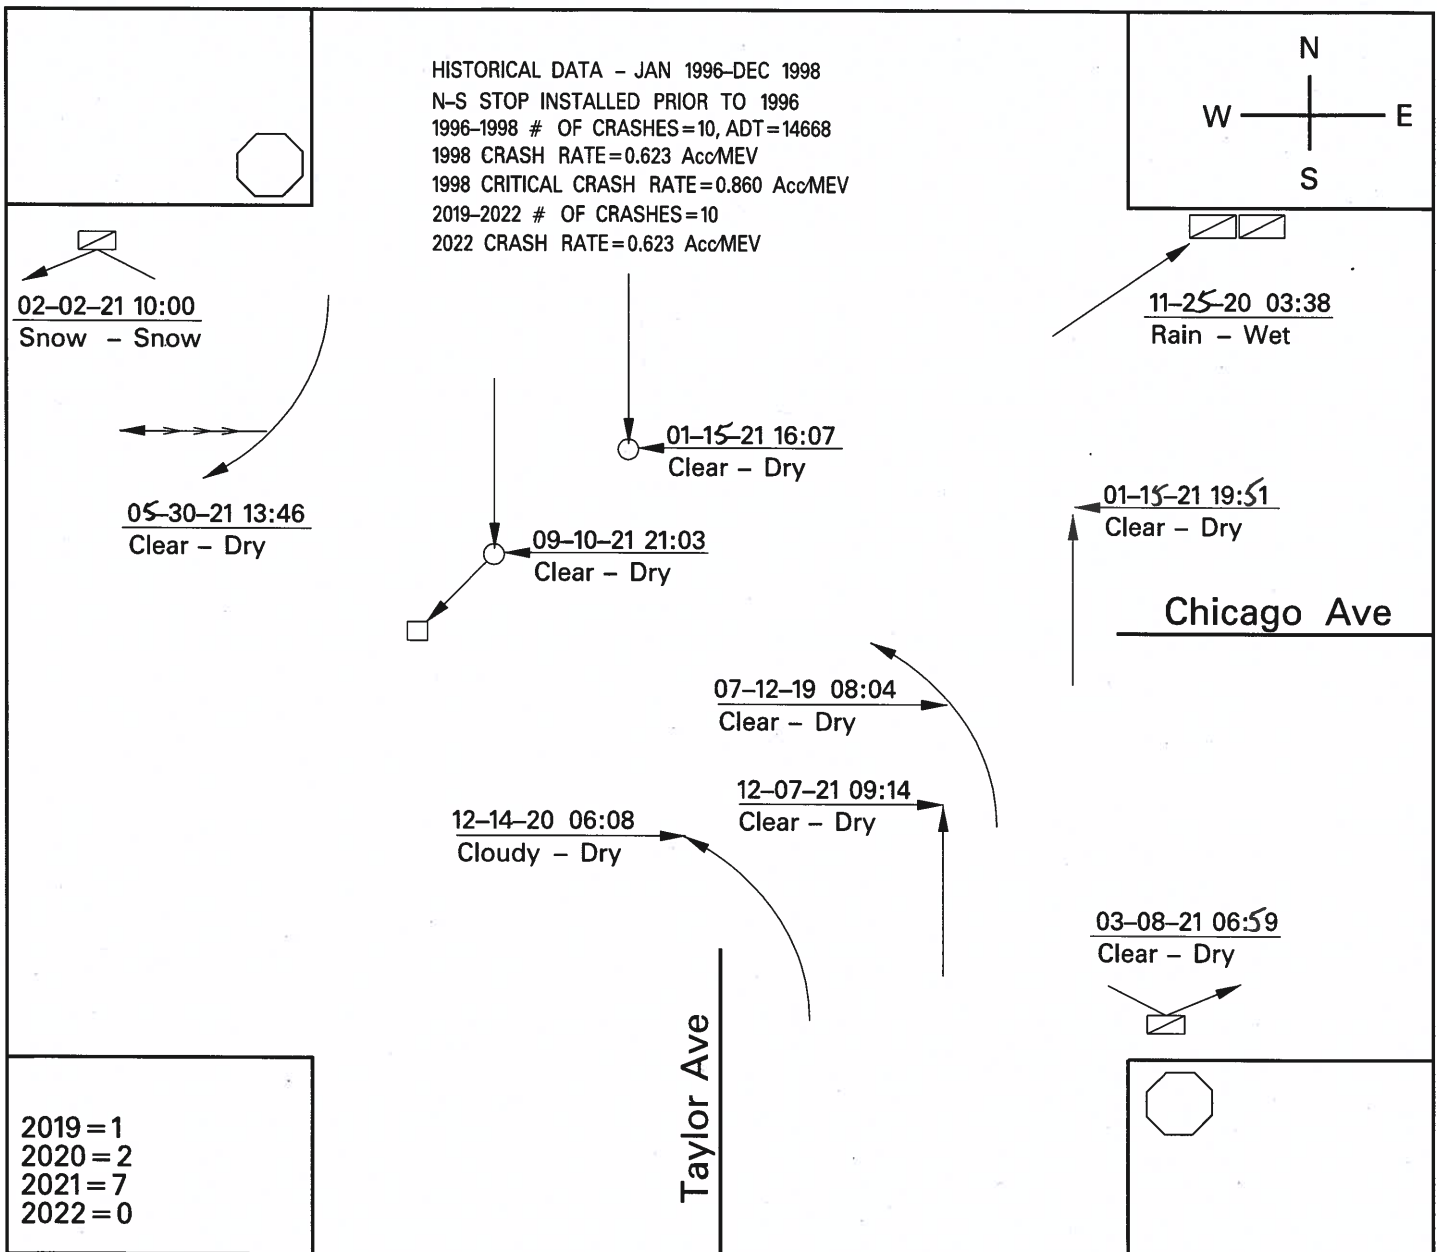 HISTORICAL DATA – JAN 1996–DEC 1998
N–S STOP INSTALLED PRIOR TO 1996
1996–1998 # OF CRASHES=10, ADT=14668
1998 CRASH RATE=0.623 Acc/MEV
1998 CRITICAL CRASH RATE=0.860 Acc/MEV
2019–2022 # OF CRASHES=10
2022 CRASH RATE=0.623 Acc/MEV
N
W E
S
02–02–21 10:00
Snow – Snow
11–25–20 03:38
Rain – Wet
01–15–21 16:07
Clear – Dry
05–30–21 13:46
Clear – Dry
09–10–21 21:03
Clear – Dry
01–15–21 19:51
Clear – Dry
Chicago Ave
07–12–19 08:04
Clear – Dry
12–07–21 09:14
Clear – Dry
12–14–20 06:08
Cloudy – Dry
03–08–21 06:59
Clear – Dry
Taylor Ave
2019=1
2020=2
2021=7
2022=0